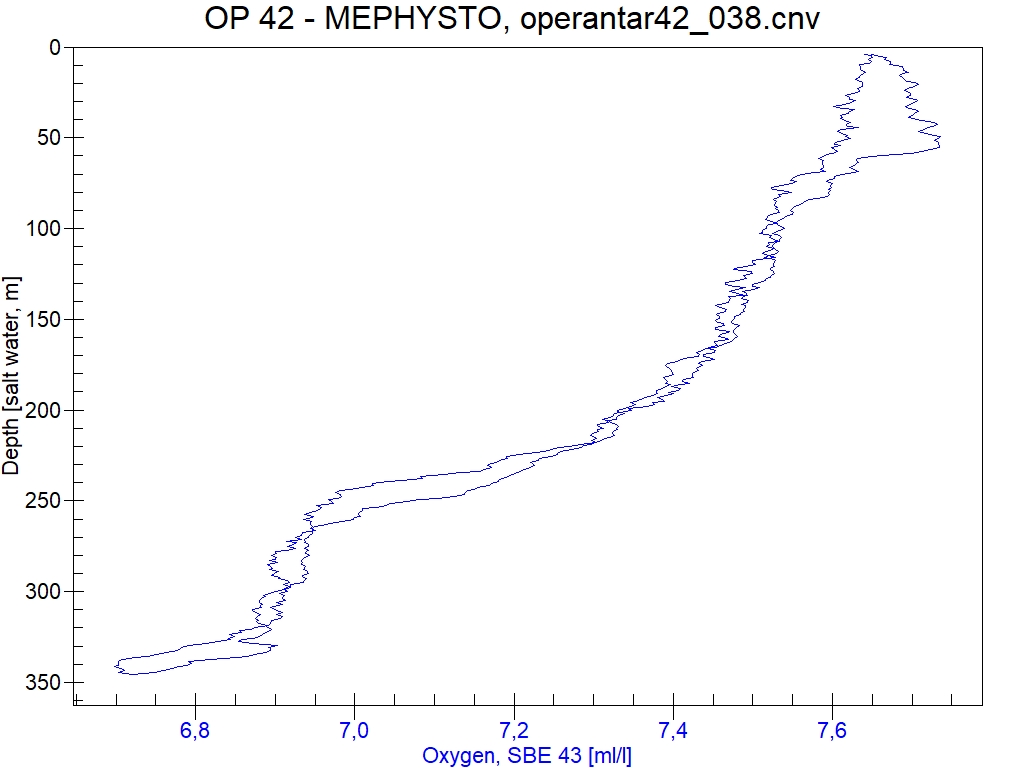 OP 42 - MEPHYSTO, operantar42_038.cnv
0
50
100
150
200
250
300
350
Depth [salt water, m]
6,8 7,0 7,2 7,4 7,6
Oxygen, SBE 43 [ml/l]